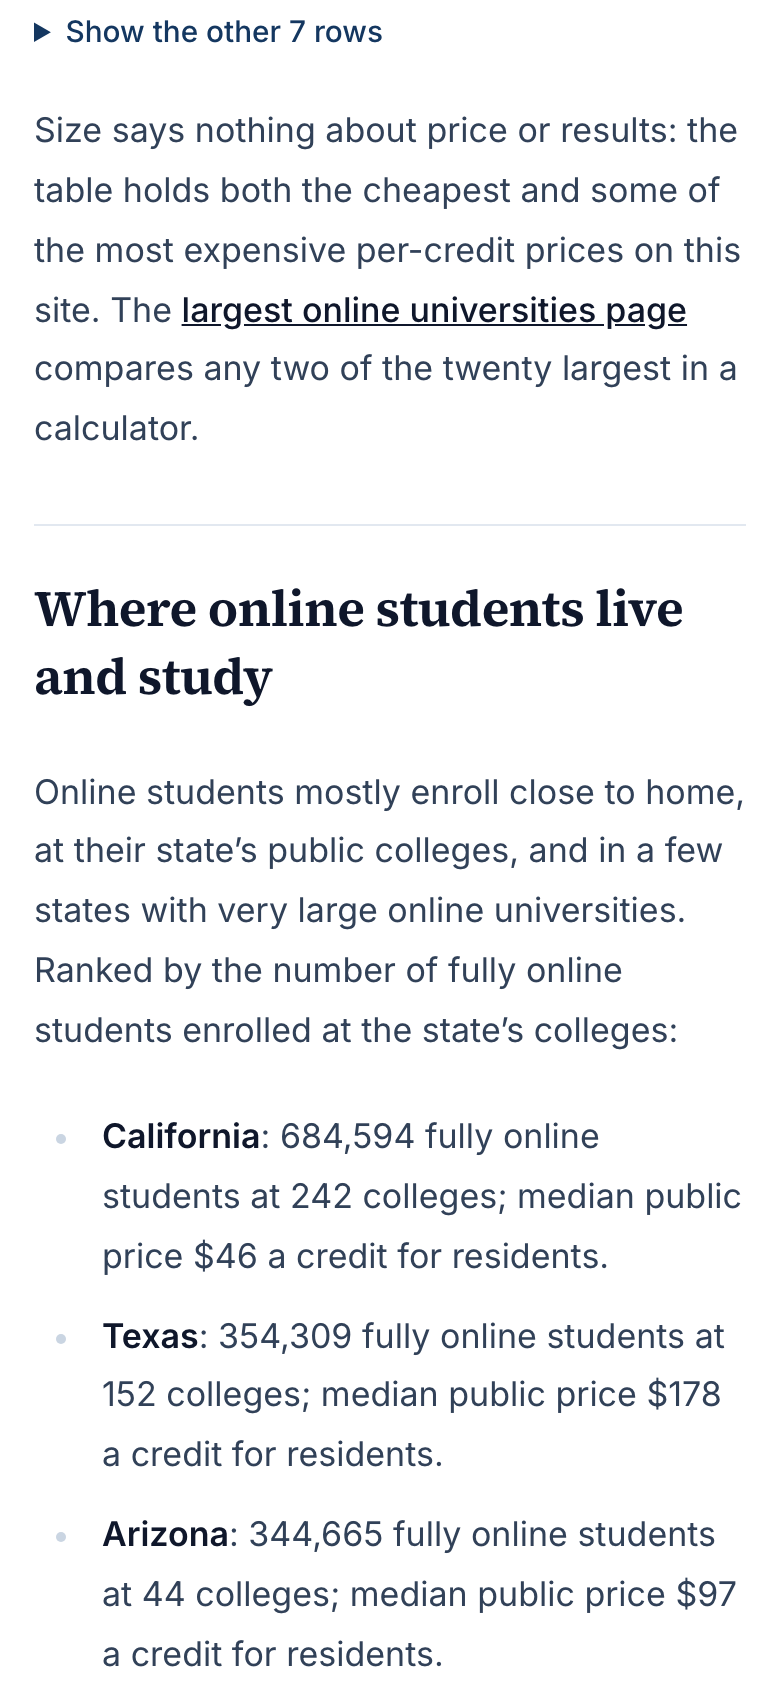 Show the other 7 rows
Size says nothing about price or results: the
table holds both the cheapest and some of
the most expensive per-credit prices on this
site. The largest online universities page
compares any two of the twenty largest in a
calculator.
Where online students live
and study
Online students mostly enroll close to home,
at their state’s public colleges, and in a few
states with very large online universities.
Ranked by the number of fully online
students enrolled at the state’s colleges:
California: 684,594 fully online
students at 242 colleges; median public
price $46 a credit for residents.
Texas: 354,309 fully online students at
152 colleges; median public price $178
a credit for residents.
Arizona: 344,665 fully online students
at 44 colleges; median public price $97
a credit for residents.